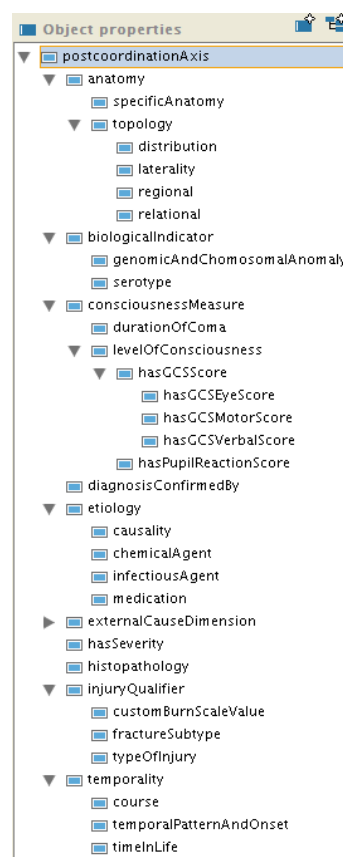 Object properties
postcoordinationAxis
anatomy
specificAnatomy
topology
distribution
laterality
regional
relational
biologicalIndicator
genomicAndChomosomalAnomaly
serotype
consciousnessMeasure
durationOfComa
levelOfConsciousness
hasGCSScore
hasGCSEyeScore
hasGCSMotorScore
hasGCSVerbalScore
hasPupilReactionScore
diagnosisConfirmedBy
etiology
causality
chemicalAgent
infectiousAgent
medication
externalCauseDimension
hasSeverity
histopathology
injuryQualifier
customBurnScaleValue
fractureSubtype
typeOfInjury
temporality
course
temporalPatternAndOnset
timeInLife